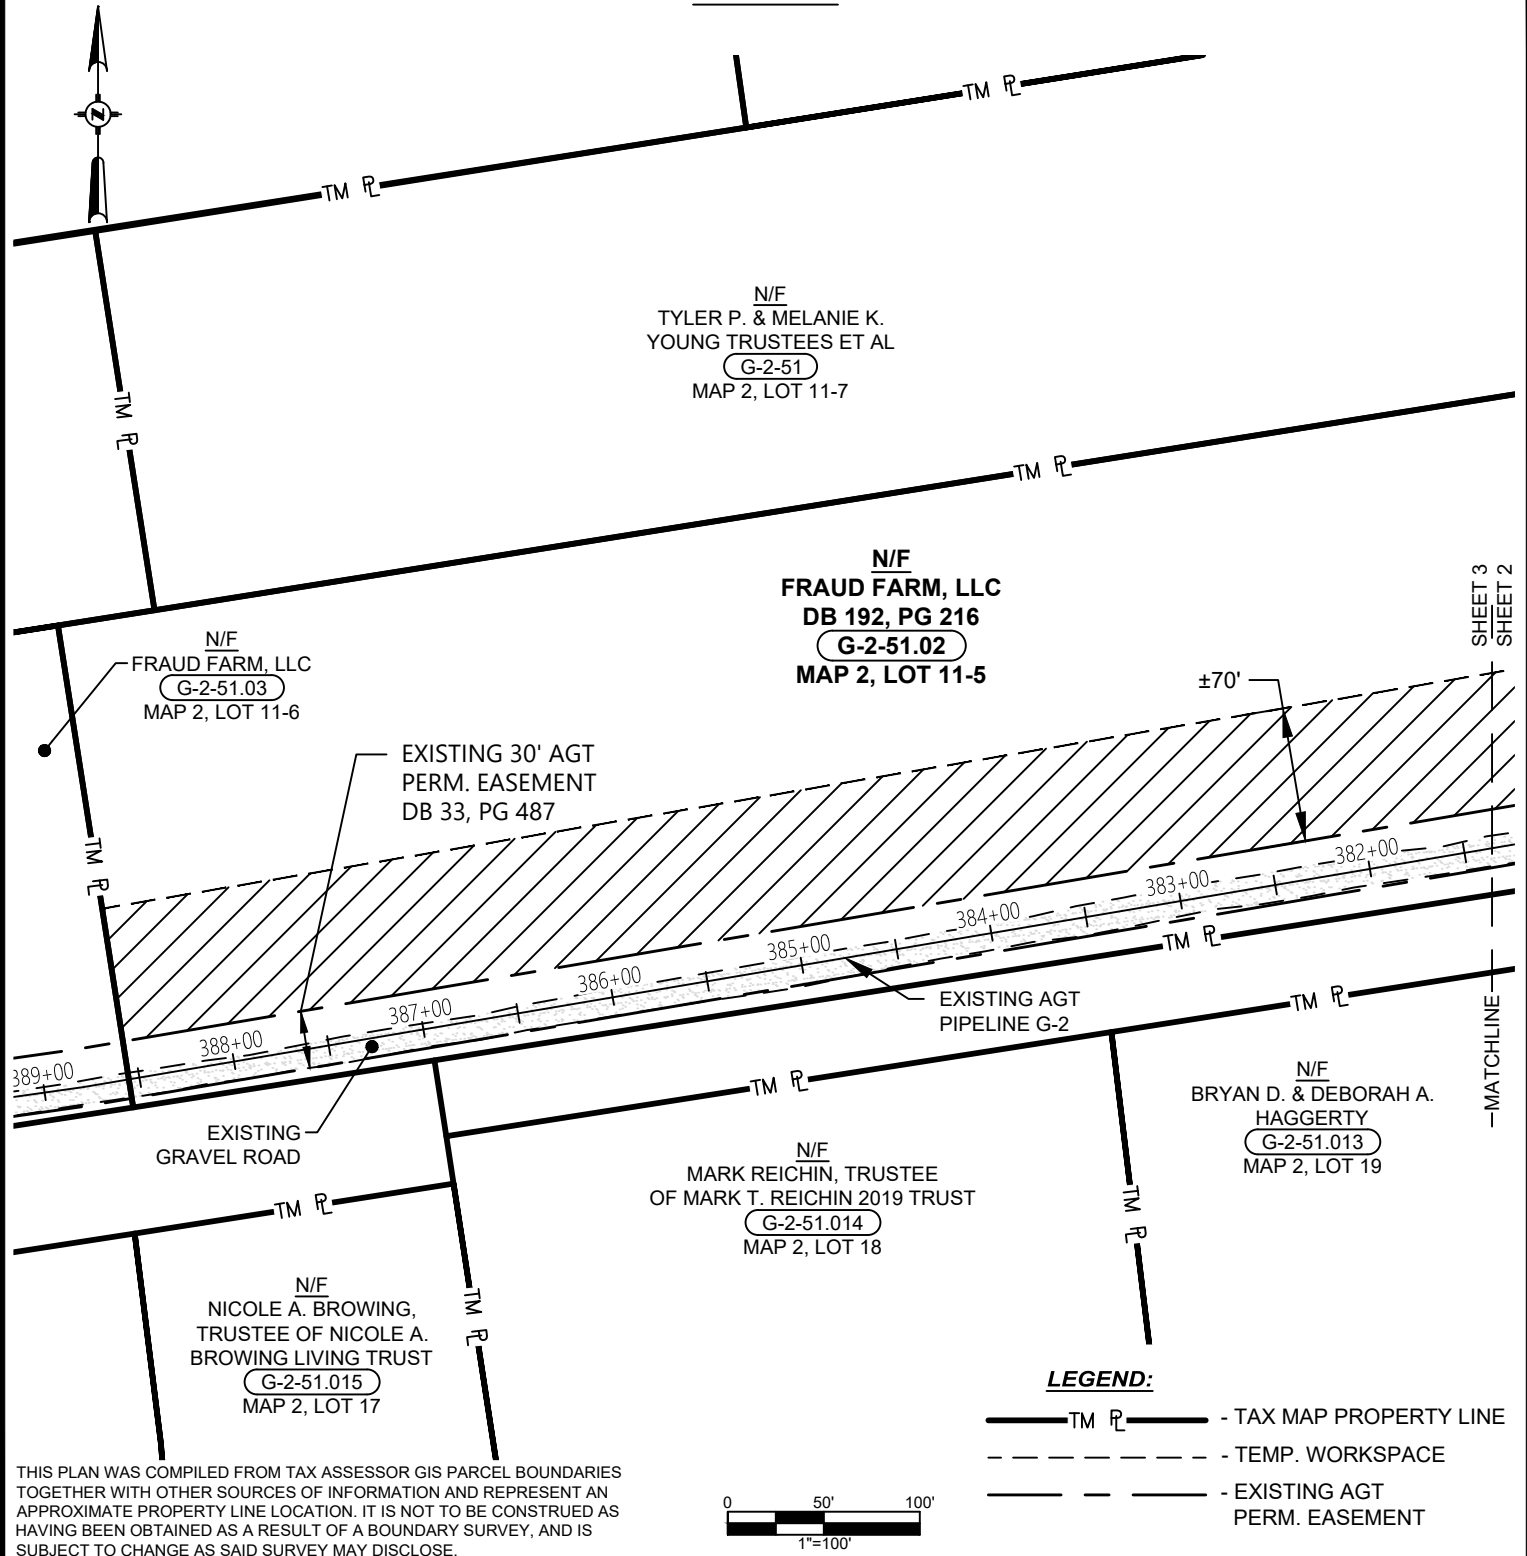 N
TM PL
TM PL
N/F
TYLER P. & MELANIE K.
YOUNG TRUSTEES ET AL
G-2-51
MAP 2, LOT 11-7
TM PL
TM PL
N/F
FRAUD FARM, LLC
DB 192, PG 216
G-2-51.02
MAP 2, LOT 11-5
SHEET 3
SHEET 2
N/F
FRAUD FARM, LLC
G-2-51.03
MAP 2, LOT 11-6
±70'
EXISTING 30' AGT
PERM. EASEMENT
DB 33, PG 487
TM PL
382+00
383+00
384+00
385+00
386+00
387+00
388+00
389+00
TM PL
EXISTING AGT
PIPELINE G-2
TM PL
MATCHLINE
EXISTING
GRAVEL ROAD
TM PL
N/F
BRYAN D. & DEBORAH A.
HAGGERTY
G-2-51.013
MAP 2, LOT 19
N/F
MARK REICHIN, TRUSTEE
OF MARK T. REICHIN 2019 TRUST
G-2-51.014
MAP 2, LOT 18
TM PL
TM PL
TM PL
N/F
NICOLE A. BROWING,
TRUSTEE OF NICOLE A.
BROWING LIVING TRUST
G-2-51.015
MAP 2, LOT 17
LEGEND:
TM PL - TAX MAP PROPERTY LINE
- TEMP. WORKSPACE
- EXISTING AGT
PERM. EASEMENT
THIS PLAN WAS COMPILED FROM TAX ASSESSOR GIS PARCEL BOUNDARIES
TOGETHER WITH OTHER SOURCES OF INFORMATION AND REPRESENT AN
APPROXIMATE PROPERTY LINE LOCATION. IT IS NOT TO BE CONSTRUED AS
HAVING BEEN OBTAINED AS A RESULT OF A BOUNDARY SURVEY, AND IS
SUBJECT TO CHANGE AS SAID SURVEY MAY DISCLOSE.
0 50' 100'
1"=100'